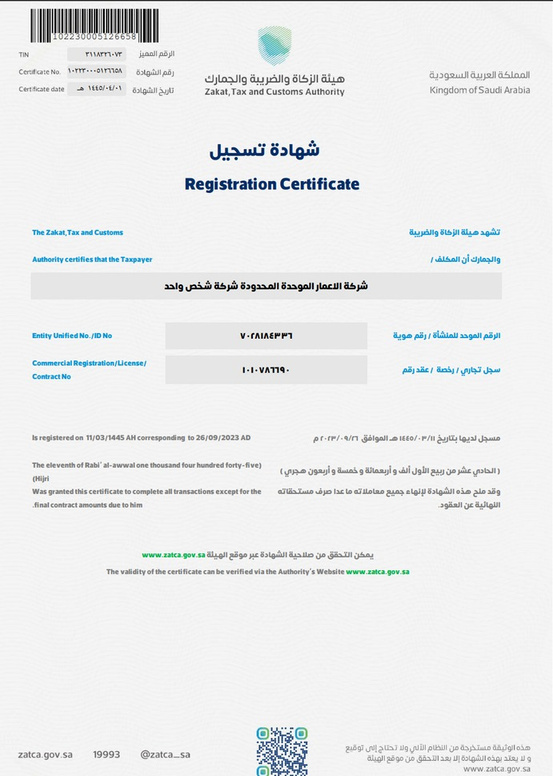 102230005126658
TIN ٣١١٨٣٢٦٠٧٣ الرقم المميز
Certificate No. ١٠٢٢٣٠٠٠٥١٢٦٦٥٨ رقم الشهادة
Certificate date ١٤٤٥/٠٤/٠١ هـ تاريخ الشهادة
هيئة الزكاة والضريبة والجمارك
Zakat,Tax and Customs Authority
المملكة العربية السعودية
Kingdom of Saudi Arabia
شهادة تسجيل
Registration Certificate
The Zakat,Tax and Customs تشهد هيئة الزكاة والضريبة
Authority certifies that the Taxpayer والجمارك أن المكلف /
شركة الاعمار الموحدة المحدودة شركة شخص واحد
Entity Unified No./ID No ٧٠٢٨١٨٤٣٣٦ الرقم الموحد للمنشأة / رقم هوية
Commercial Registration/License/
Contract No ١٠١٠٧٨٦٦٩٠ سجل تجاري / رخصة / عقد رقم
Is registered on 11/03/1445 AH corresponding to 26/09/2023 AD مسجل لديها بتاريخ ١٤٤٥/٠٣/١١ هـ الموافق ٢٠٢٣/٠٩/٢٦ م
The eleventh of Rabi' al-awwal one thousand four hundred forty-five)
(Hijri
( الحادي عشر من ربيع الأول ألف و أربعمائة و خمسة و أربعون هجري )
Was granted this certificate to complete all transactions except for the
.final contract amounts due to him
وقد منح هذه الشهادة لإنهاء جميع معاملاته ما عدا صرف مستحقاته
النهائية عن العقود.
يمكن التحقق من صلاحية الشهادة عبر موقع الهيئة www.zatca.gov.sa
The validity of the certificate can be verified via the Authority's Website www.zatca.gov.sa
zatca.gov.sa 19993 @zatca_sa
هذه الوثيقة مستخرجة من النظام الآلي ولا تحتاج إلى توقيع
و لا يعتد بهذه الشهادة إلا بعد التحقق من موقع الهيئة
www.zatca.gov.sa